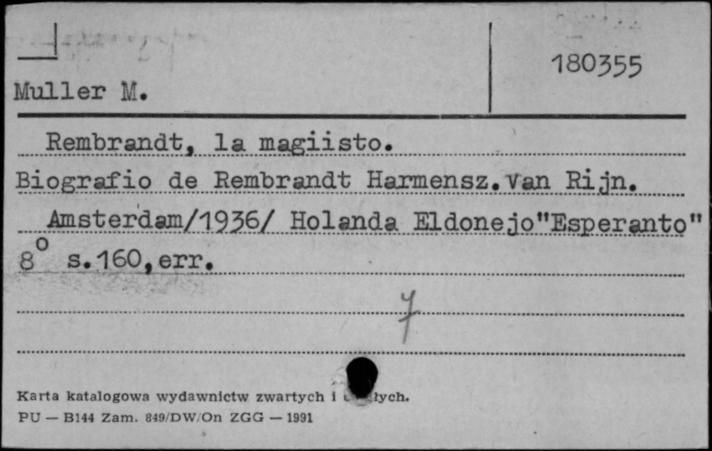 180355
Muller M.
Rembrandt, la magiisto.
Biografio de Rembrandt Harmensz.van Rijn.
Amsterdam/1936/ Holanda Eldonejo"Esperanto"
8° s.160,err.
7
Karta katalogowa wydawnictw zwartych i
PU — B144 Zam. 849/DW/On ZGG — 1991